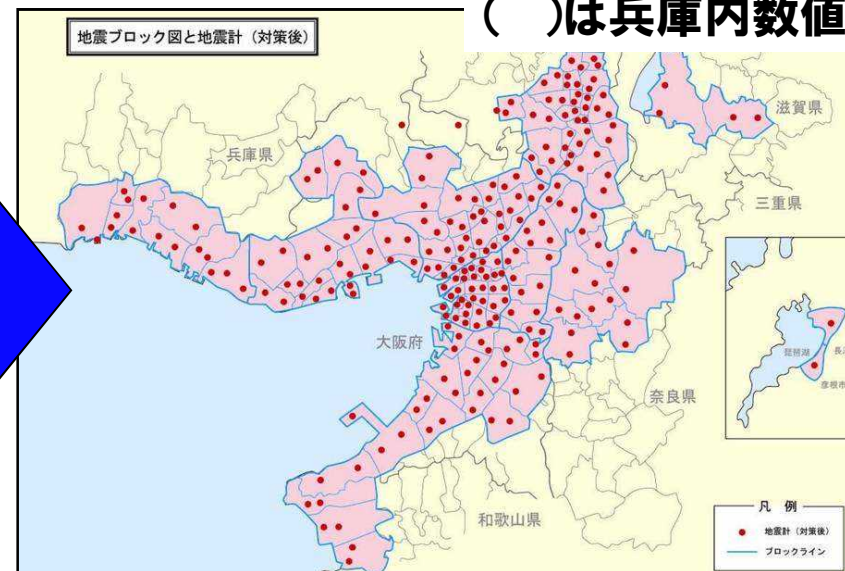 ( )は兵庫内数値
地震ブロック図と地震計（対策後）
滋賀県
兵庫県
三重県
大阪府
琵琶湖
彦根市
奈良県
和歌山県
凡 例
地震計（対策後）
ブロックライン